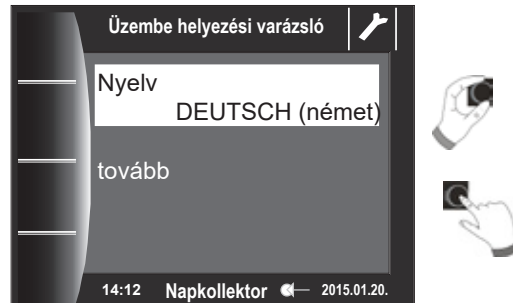 Üzembe helyezési varázsló
Nyelv
DEUTSCH (német)
tovább
14:12 Napkollektor 2015.01.20.